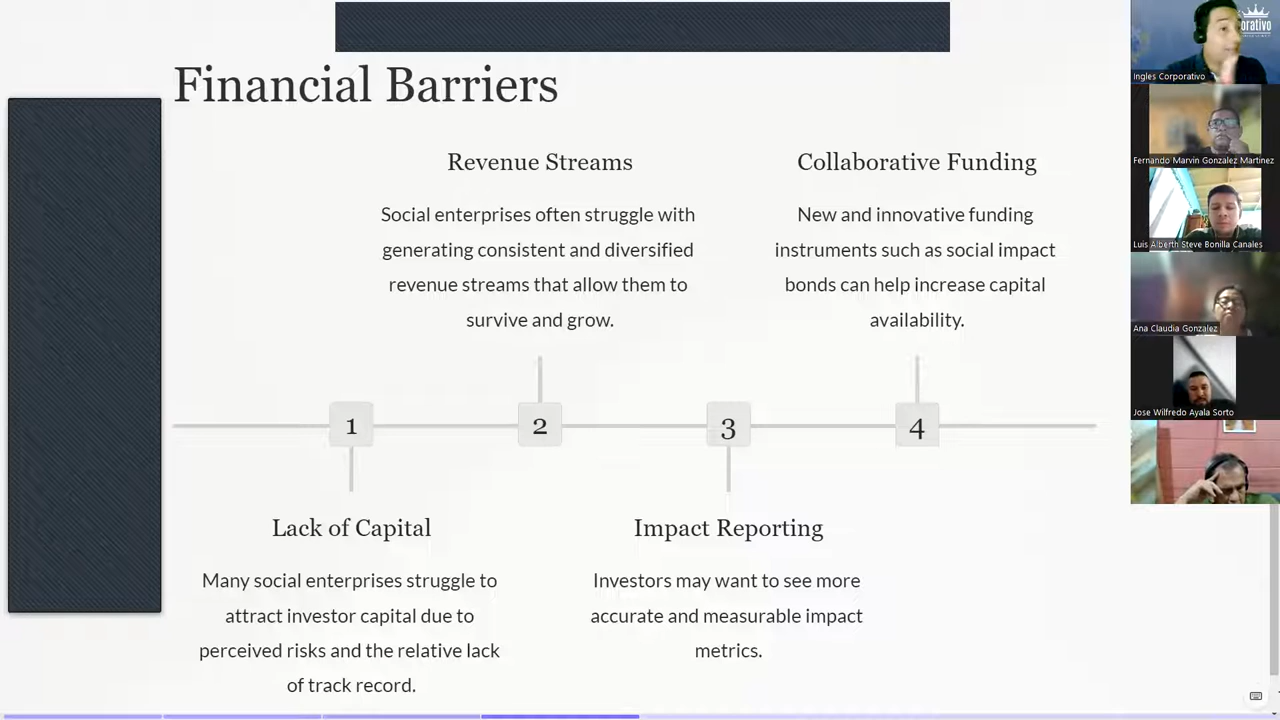 Financial Barriers
Revenue Streams
Social enterprises often struggle with
generating consistent and diversified
revenue streams that allow them to
survive and grow.
Collaborative Funding
New and innovative funding
instruments such as social impact
bonds can help increase capital
availability.
1
2
3
4
Lack of Capital
Many social enterprises struggle to
attract investor capital due to
perceived risks and the relative lack
of track record.
Impact Reporting
Investors may want to see more
accurate and measurable impact
metrics.
orativo
Ingles Corporativo
Fernando Marvin Gonzalez Martinez
Luis Alberth Steve Bonilla Canales
Ana Claudia Gonzalez
Jose Wilfredo Ayala Sorto